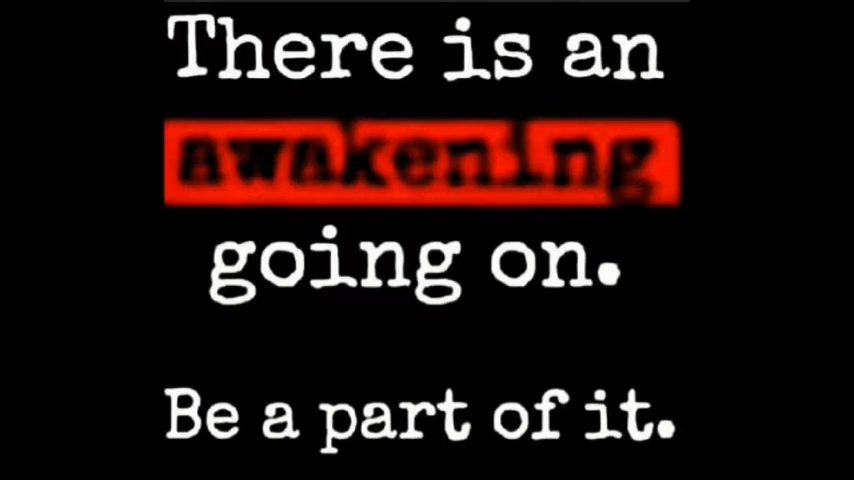 There is an
awakening
going on.
Be a part of it.